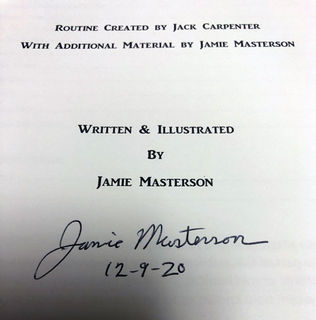 Routine Created by Jack Carpenter
With Additional Material by Jamie Masterson
Written & Illustrated
By
Jamie Masterson
Jamie Masterson
12-9-20